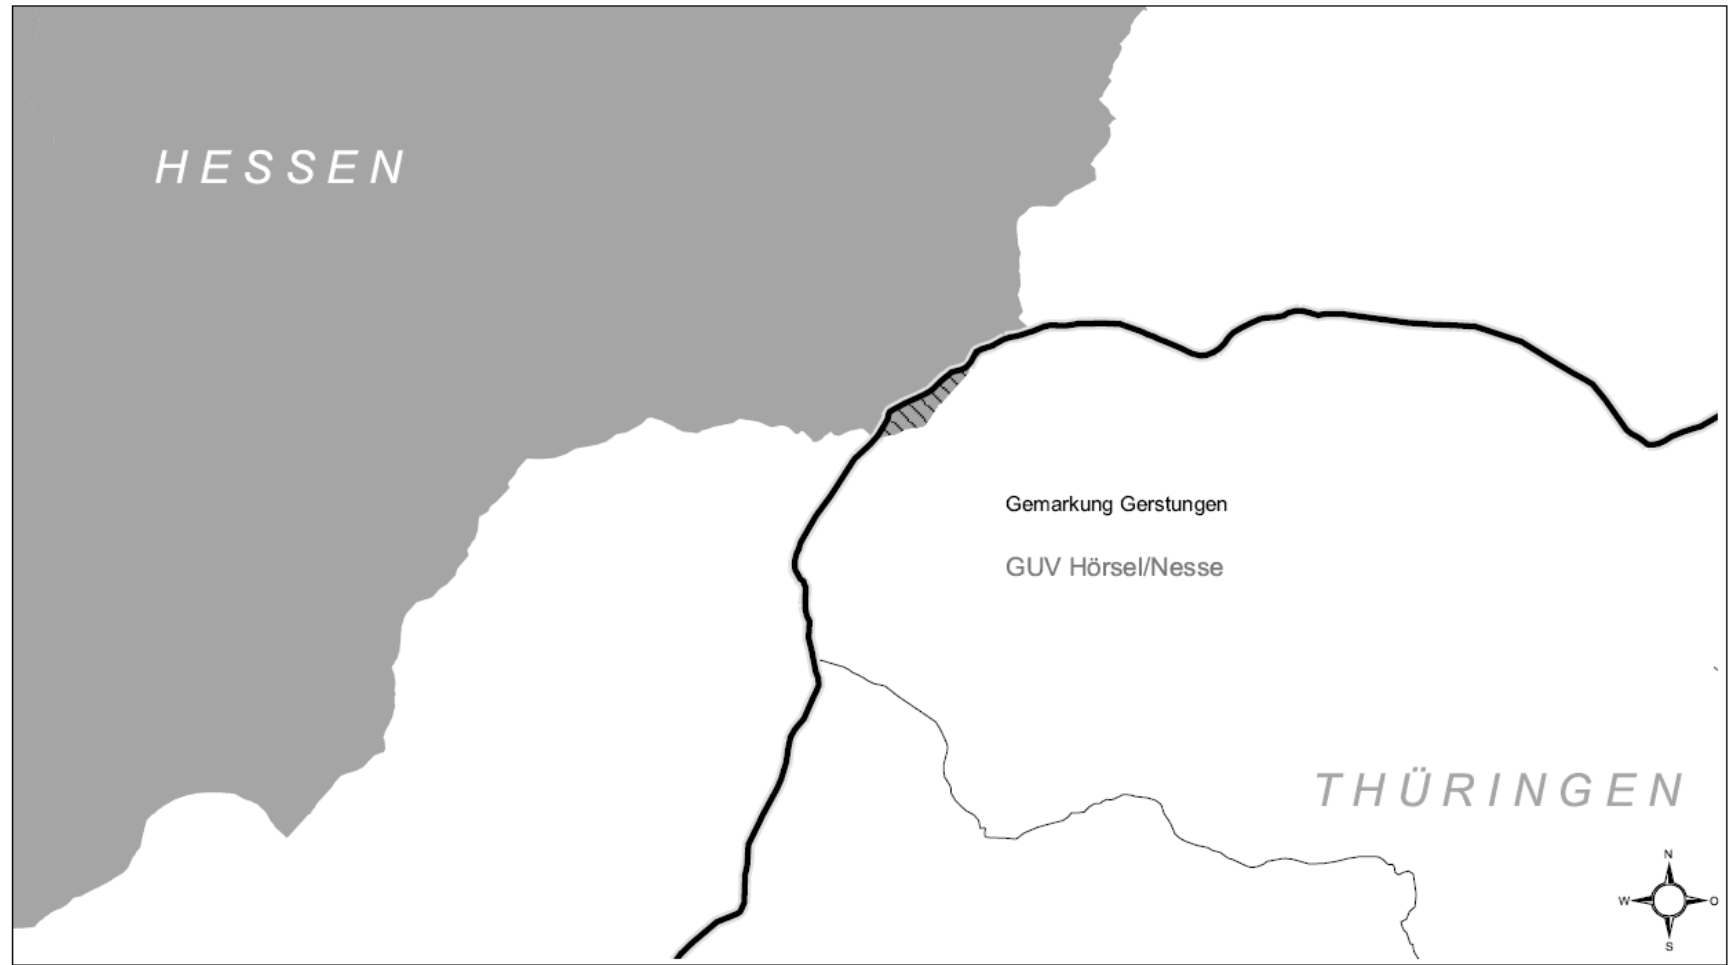 HESSEN
Gemarkung Gerstungen
GUV Hörsel/Nesse
THÜRINGEN
N
W O
S